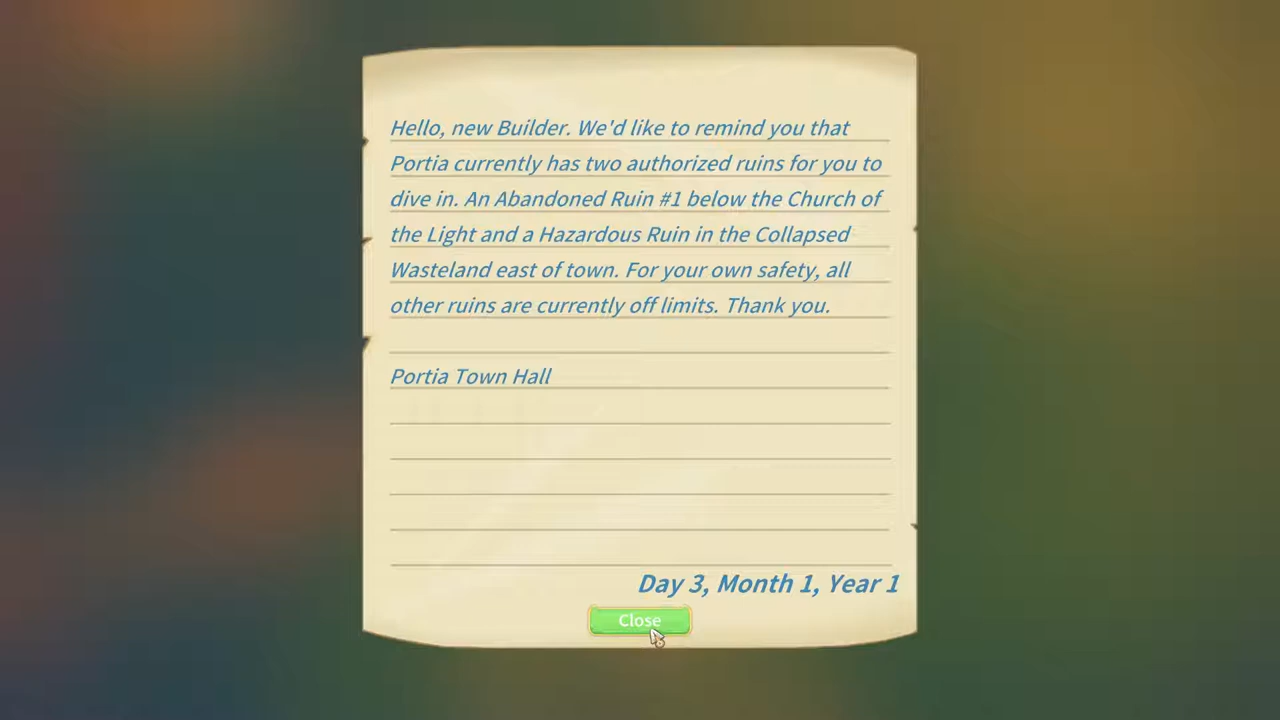 Hello, new Builder. We'd like to remind you that
Portia currently has two authorized ruins for you to
dive in. An Abandoned Ruin #1 below the Church of
the Light and a Hazardous Ruin in the Collapsed
Wasteland east of town. For your own safety, all
other ruins are currently off limits. Thank you.
Portia Town Hall
Day 3, Month 1, Year 1
Close